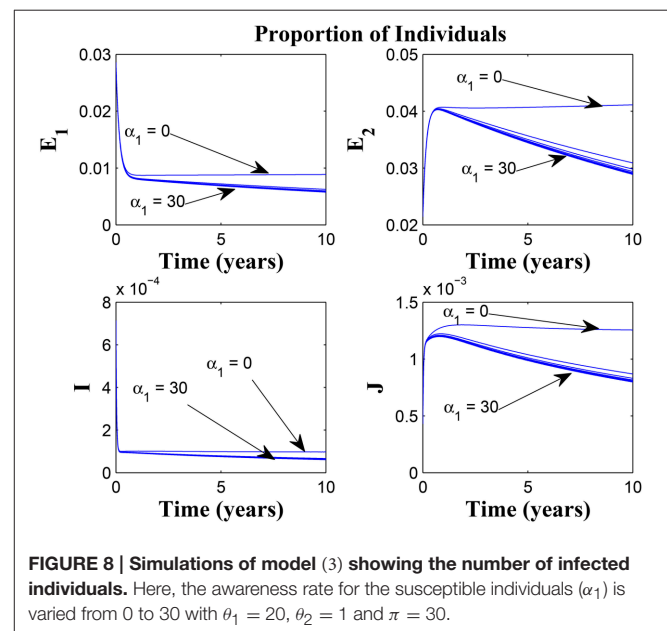 Proportion of Individuals
0.03
0.02
0.01
0
E₁
α₁ = 0
α₁ = 30
0 5 10
Time (years)
0.05
0.04
0.03
0.02
E₂
α₁ = 0
α₁ = 30
0 5 10
Time (years)
x 10⁻⁴
8
6
4
2
0
I
α₁ = 0
α₁ = 30
0 5 10
Time (years)
x 10⁻³
1.5
1
0.5
0
J
α₁ = 0
α₁ = 30
0 5 10
Time (years)
FIGURE 8 | Simulations of model (3) showing the number of infected
individuals. Here, the awareness rate for the susceptible individuals (α₁) is
varied from 0 to 30 with θ₁ = 20, θ₂ = 1 and π = 30.